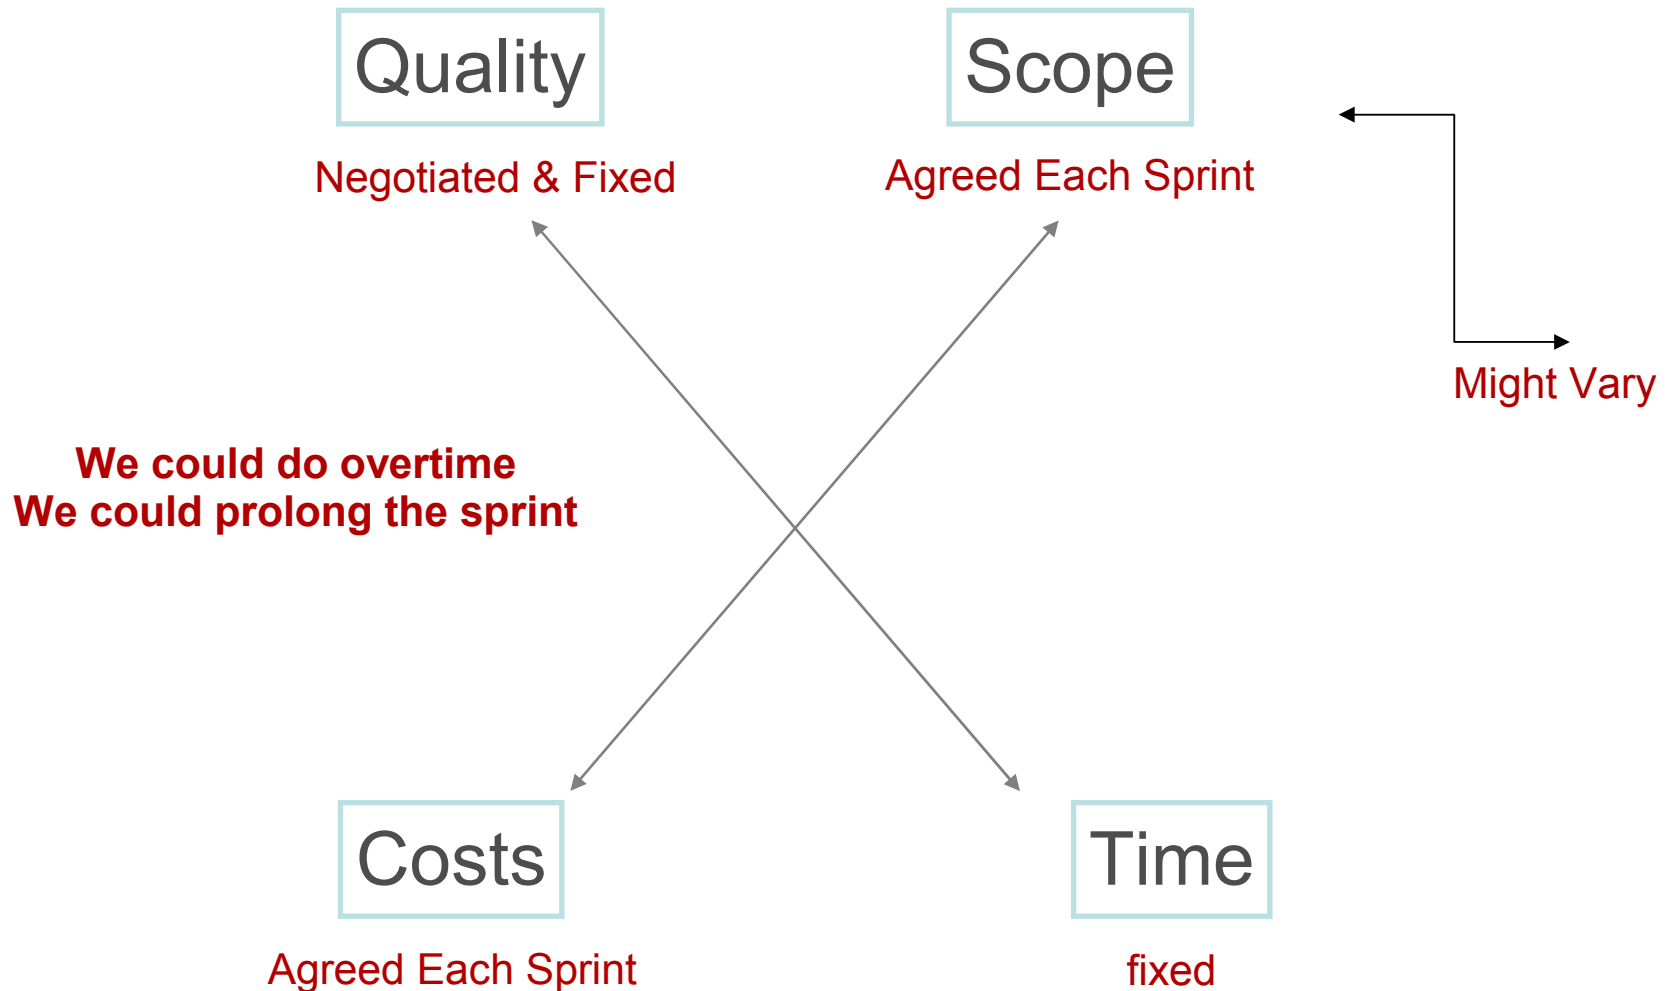 Quality
Scope
Negotiated & Fixed
Agreed Each Sprint
Might Vary
We could do overtime
We could prolong the sprint
Costs
Time
Agreed Each Sprint
fixed